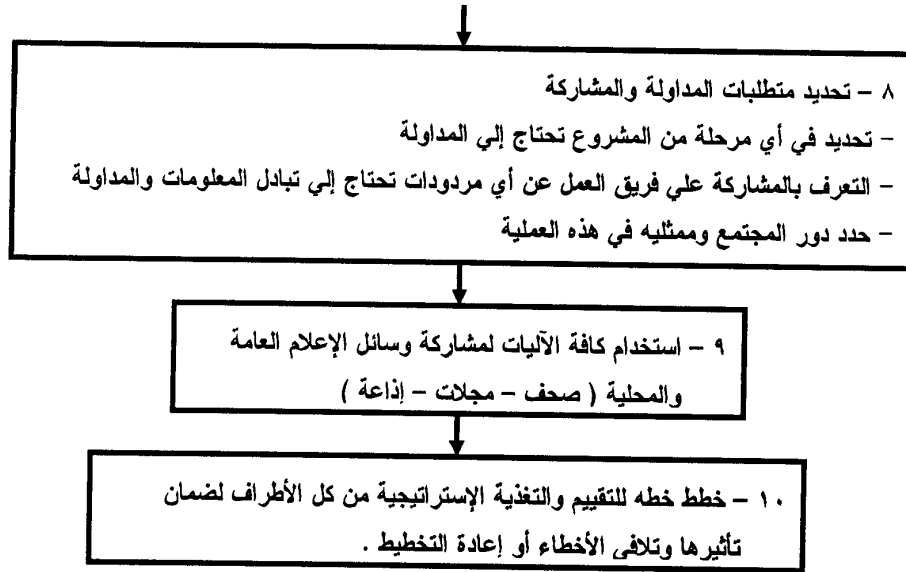 ٨ – تحديد متطلبات المداولة والمشاركة
– تحديد في أي مرحلة من المشروع تحتاج إلي المداولة
– التعرف بالمشاركة علي فريق العمل عن أي مردودات تحتاج إلي تبادل المعلومات والمداولة
– حدد دور المجتمع وممثليه في هذه العملية
٩ – استخدام كافة الآليات لمشاركة وسائل الإعلام العامة
والمحلية ( صحف – مجلات – إذاعة )
١٠ – خطط خطه للتقييم والتغذية الإستراتيجية من كل الأطراف لضمان
تأثيرها وتلافى الأخطاء أو إعادة التخطيط .